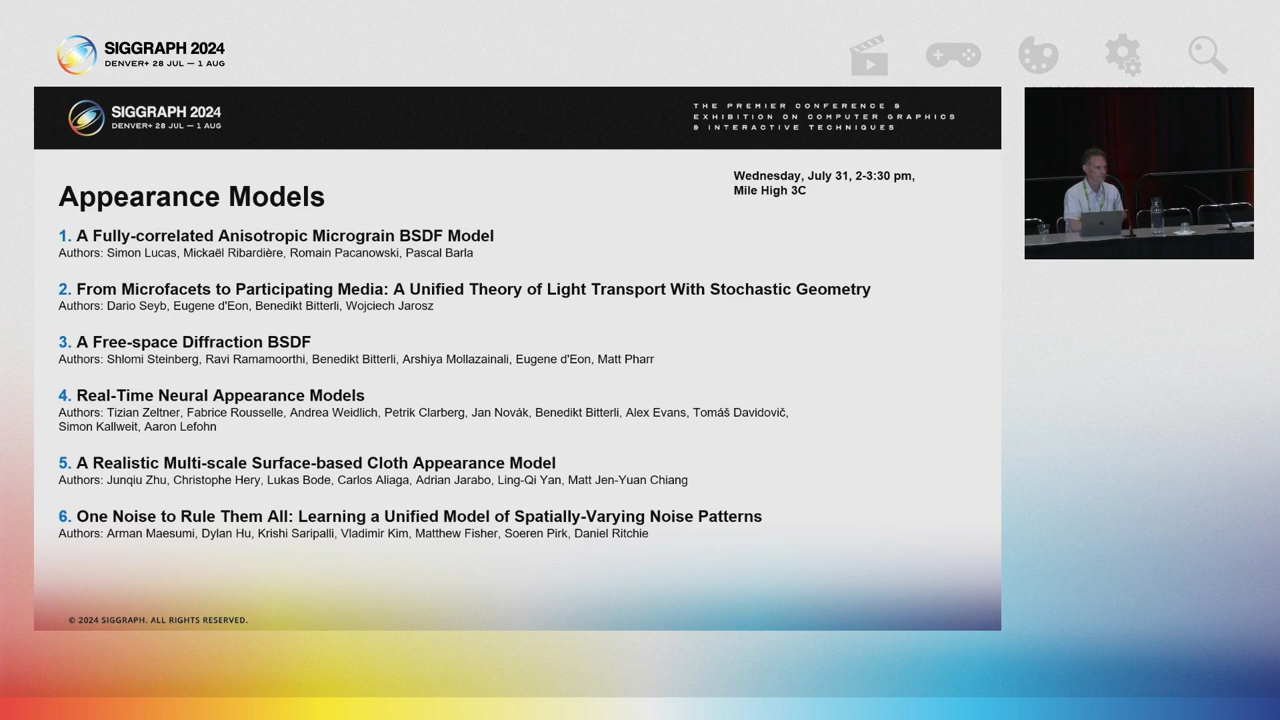 SIGGRAPH 2024
DENVER+ 28 JUL — 1 AUG
SIGGRAPH 2024
DENVER+ 28 JUL — 1 AUG
THE PREMIER CONFERENCE &
EXHIBITION ON COMPUTER GRAPHICS
& INTERACTIVE TECHNIQUES
Appearance Models
Wednesday, July 31, 2-3:30 pm,
Mile High 3C
1. A Fully-correlated Anisotropic Micrograin BSDF Model
Authors: Simon Lucas, Mickaël Ribardière, Romain Pacanowski, Pascal Barla
2. From Microfacets to Participating Media: A Unified Theory of Light Transport With Stochastic Geometry
Authors: Dario Seyb, Eugene d'Eon, Benedikt Bitterli, Wojciech Jarosz
3. A Free-space Diffraction BSDF
Authors: Shlomi Steinberg, Ravi Ramamoorthi, Benedikt Bitterli, Arshiya Mollazainali, Eugene d'Eon, Matt Pharr
4. Real-Time Neural Appearance Models
Authors: Tizian Zeltner, Fabrice Rousselle, Andrea Weidlich, Petrik Clarberg, Jan Novák, Benedikt Bitterli, Alex Evans, Tomáš Davidovič,
Simon Kallweit, Aaron Lefohn
5. A Realistic Multi-scale Surface-based Cloth Appearance Model
Authors: Junqiu Zhu, Christophe Hery, Lukas Bode, Carlos Aliaga, Adrian Jarabo, Ling-Qi Yan, Matt Jen-Yuan Chiang
6. One Noise to Rule Them All: Learning a Unified Model of Spatially-Varying Noise Patterns
Authors: Arman Maesumi, Dylan Hu, Krishi Saripalli, Vladimir Kim, Matthew Fisher, Soeren Pirk, Daniel Ritchie
© 2024 SIGGRAPH. ALL RIGHTS RESERVED.